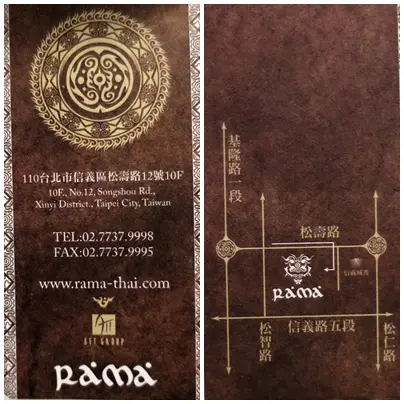 110台北市信義區松壽路12號10F
10F., No.12, Songshou Rd.,
Xinyi District., Taipei City, Taiwan
TEL:02.7737.9998
FAX:02.7737.9995
www.rama-thai.com
RAMA
基隆路一段
松壽路
RAMA
信義路五段
松智路
松仁路